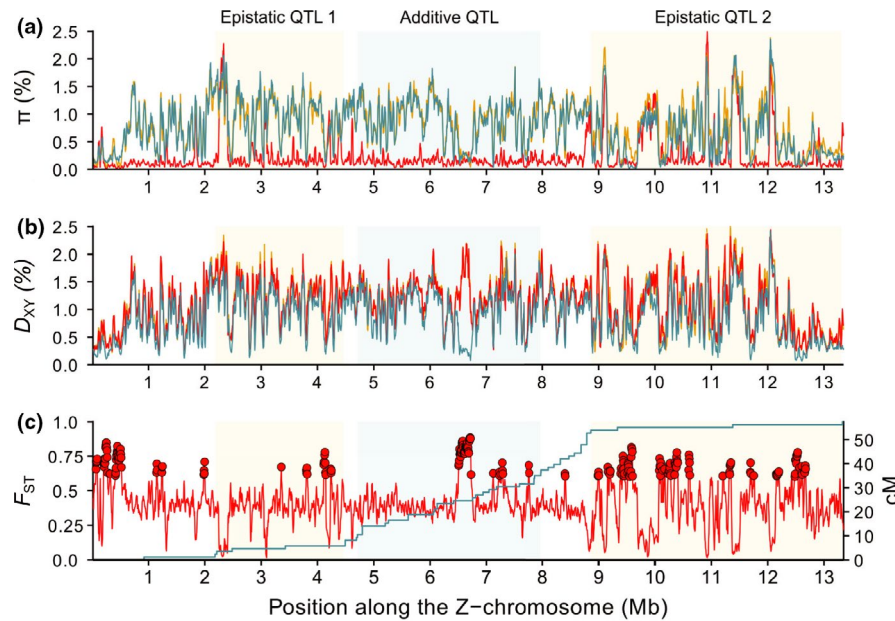 Epistatic QTL 1 Additive QTL Epistatic QTL 2
(a)
π (%)
2.5
2.0
1.5
1.0
0.5
0.0
1 2 3 4 5 6 7 8 9 10 11 12 13
(b)
DXY (%)
2.5
2.0
1.5
1.0
0.5
0.0
1 2 3 4 5 6 7 8 9 10 11 12 13
(c)
FST
1.0
0.75
0.5
0.25
0.0
50
40
30
20
10
0
cM
1 2 3 4 5 6 7 8 9 10 11 12 13
Position along the Z−chromosome (Mb)